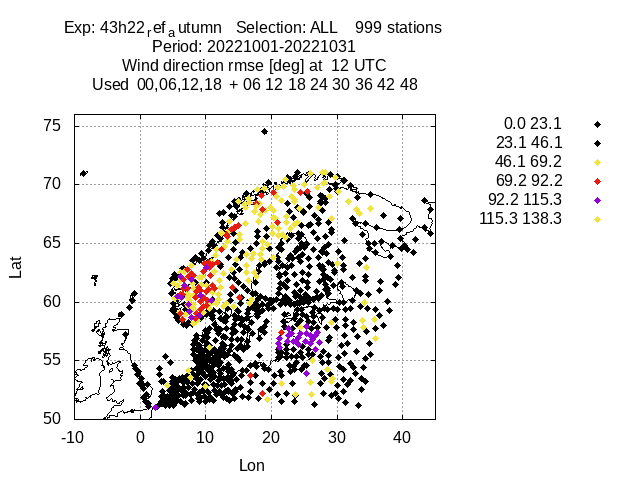 Exp: 43h22refautumn   Selection: ALL    999 stations
Period: 20221001-20221031
Wind direction rmse [deg] at  12 UTC
Used  00,06,12,18  + 06 12 18 24 30 36 42 48
0.0 23.1
23.1 46.1
46.1 69.2
69.2 92.2
92.2 115.3
115.3 138.3
75
70
65
60
55
50
Lat
-10 0 10 20 30 40
Lon